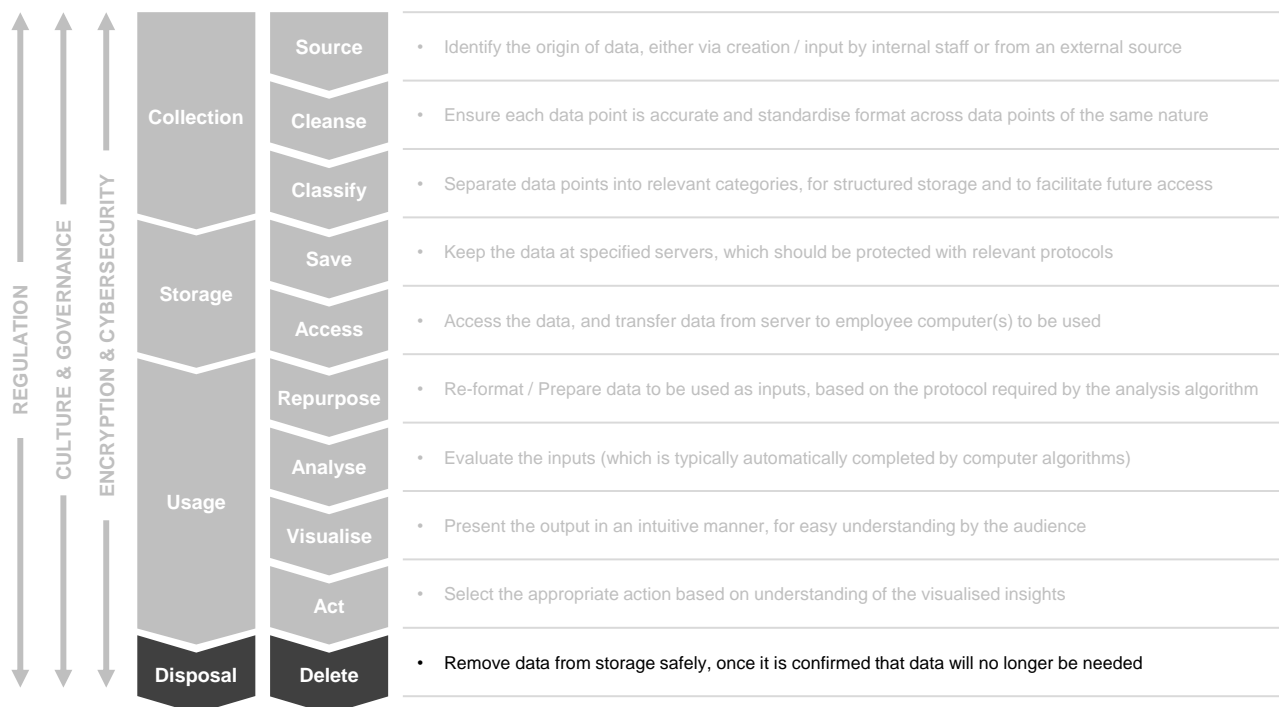 REGULATION
CULTURE & GOVERNANCE
ENCRYPTION & CYBERSECURITY
Collection
Source
• Identify the origin of data, either via creation / input by internal staff or from an external source
Cleanse
• Ensure each data point is accurate and standardise format across data points of the same nature
Classify
• Separate data points into relevant categories, for structured storage and to facilitate future access
Storage
Save
• Keep the data at specified servers, which should be protected with relevant protocols
Access
• Access the data, and transfer data from server to employee computer(s) to be used
Usage
Repurpose
• Re-format / Prepare data to be used as inputs, based on the protocol required by the analysis algorithm
Analyse
• Evaluate the inputs (which is typically automatically completed by computer algorithms)
Visualise
• Present the output in an intuitive manner, for easy understanding by the audience
Act
• Select the appropriate action based on understanding of the visualised insights
Disposal
Delete
• Remove data from storage safely, once it is confirmed that data will no longer be needed